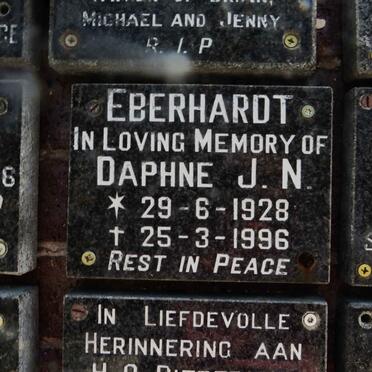 MICHAEL AND JENNY
R.I.P
EBERHARDT
IN LOVING MEMORY OF
DAPHNE J. N.
* 29-6-1928
† 25-3-1996
REST IN PEACE
IN LIEFDEVOLLE
HERINNERING AAN